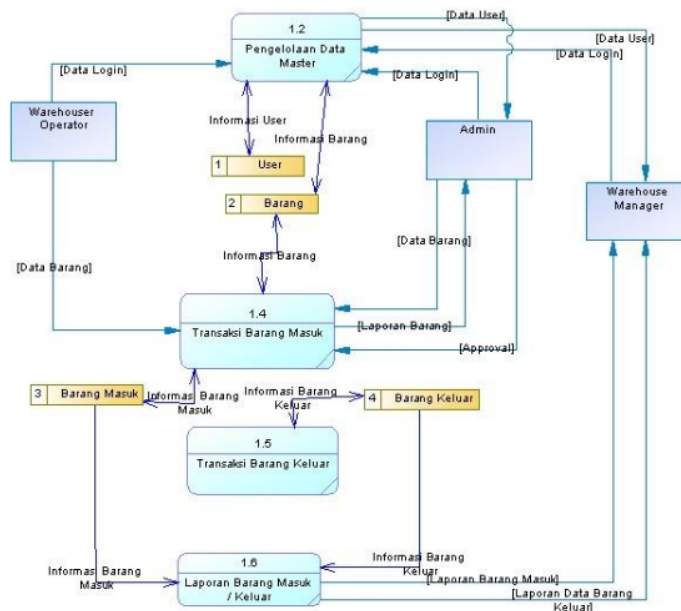 1.2
Pengelolaan Data
Master
[Data User]
[Data User]
[Data Login]
[Data Login]
[Data Login]
Warehouser
Operator
Informasi User
Informasi Barang
Admin
1 User
2 Barang
Warehouse
Manager
[Data Barang]
Informasi Barang
[Data Barang]
1.4
Transaksi Barang Masuk
[Laporan Barang]
[Approval]
3 Barang Masuk
Informasi Barang
Masuk
Informasi Barang
Keluar
4 Barang Keluar
1.5
Transaksi Barang Keluar
Informasi Barang
Masuk
1.6
Laporan Barang Masuk
/ Keluar
Informasi Barang
Keluar
[Laporan Barang Masuk]
[Laporan Data Barang
Keluar]